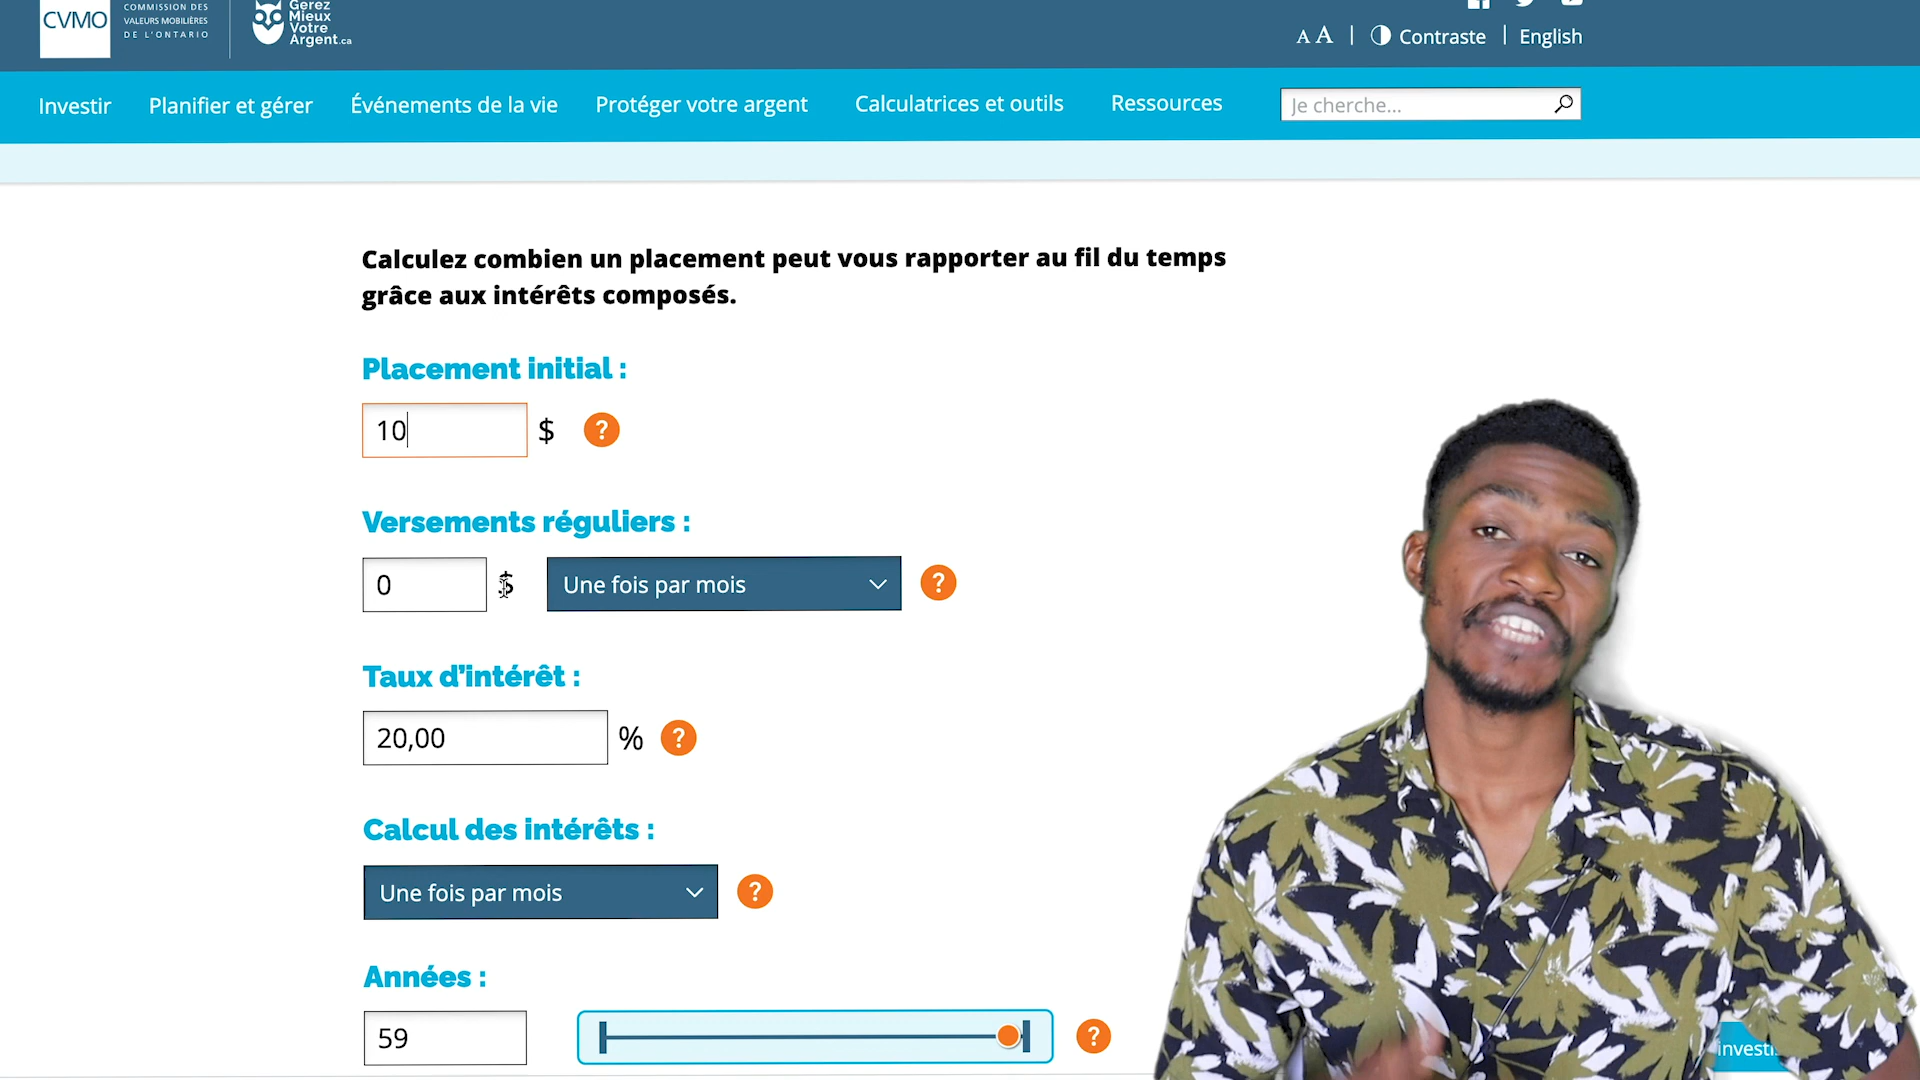 CVMO
COMMISSION DES
VALEURS MOBILIÈRES
DE L'ONTARIO
Gerez
Mieux
Votre
Argent.ca
A A | Contraste | English
Investir Planifier et gérer Événements de la vie Protéger votre argent Calculatrices et outils Ressources Je cherche...
Calculez combien un placement peut vous rapporter au fil du temps
grâce aux intérêts composés.
Placement initial :
10 $ ?
Versements réguliers :
0 $ Une fois par mois ?
Taux d'intérêt :
20,00 % ?
Calcul des intérêts :
Une fois par mois ?
Années :
59 ?